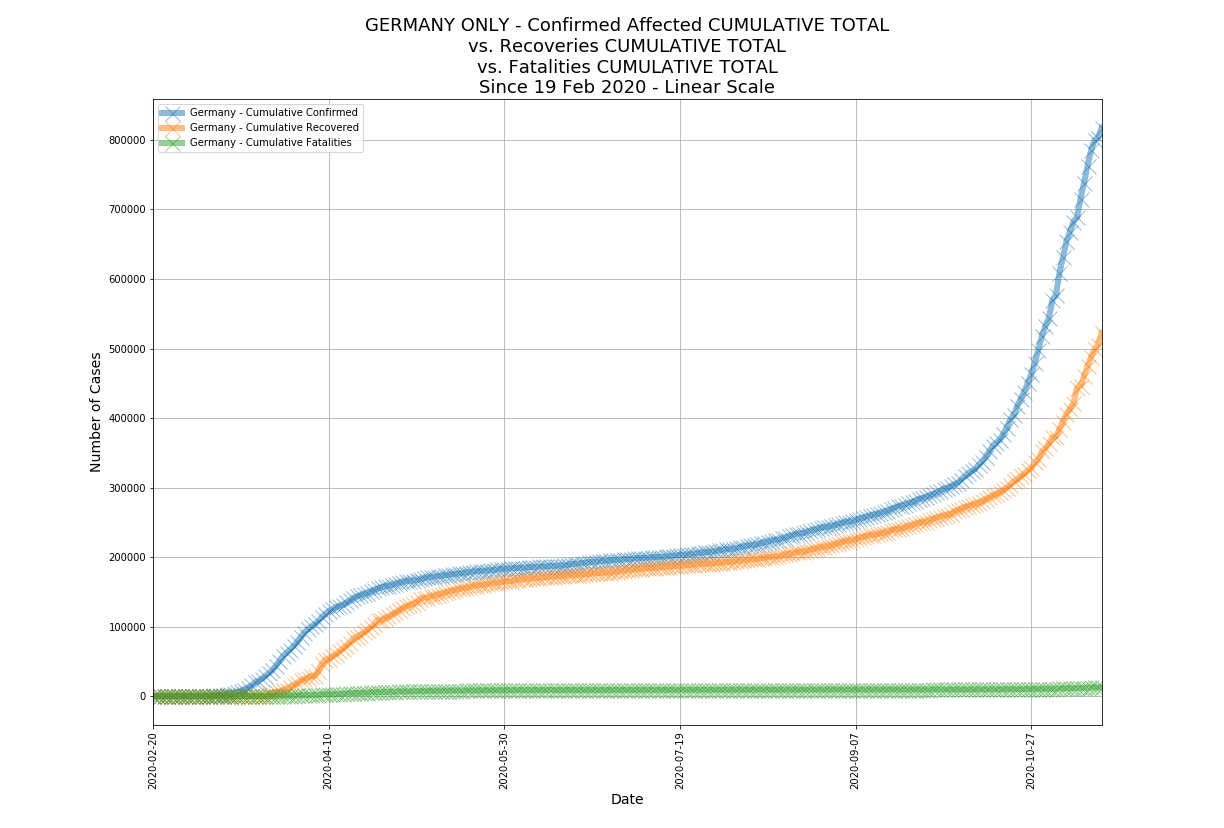 GERMANY ONLY - Confirmed Affected CUMULATIVE TOTAL
vs. Recoveries CUMULATIVE TOTAL
vs. Fatalities CUMULATIVE TOTAL
Since 19 Feb 2020 - Linear Scale
Germany - Cumulative Confirmed
Germany - Cumulative Recovered
Germany - Cumulative Fatalities
Number of Cases
800000
700000
600000
500000
400000
300000
200000
100000
0
2020-02-20
2020-04-10
2020-05-30
2020-07-19
2020-09-07
2020-10-27
Date